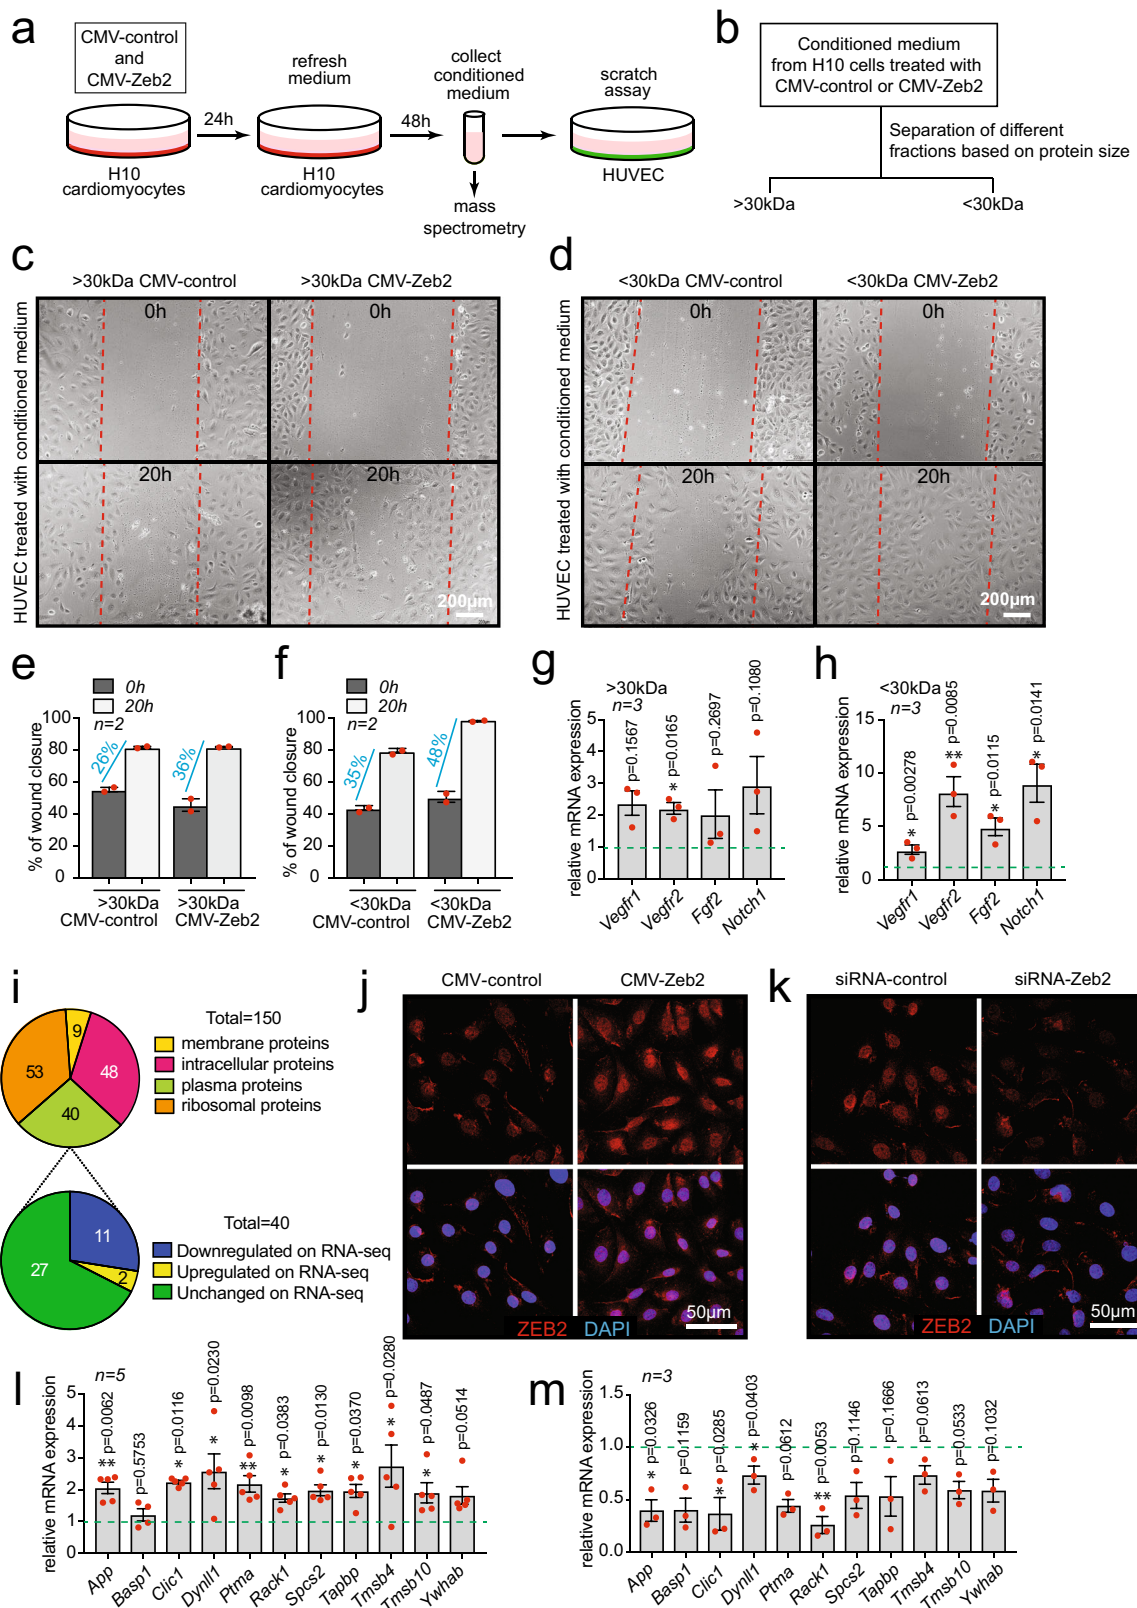 a
CMV-control
and
CMV-Zeb2
24h
H10
cardiomyocytes
refresh
medium
48h
H10
cardiomyocytes
collect
conditioned
medium
mass
spectrometry
scratch
assay
HUVEC
b
Conditioned medium
from H10 cells treated with
CMV-control or CMV-Zeb2
Separation of different
fractions based on protein size
>30kDa
<30kDa
c
>30kDa CMV-control
>30kDa CMV-Zeb2
HUVEC treated with conditioned medium
0h
0h
20h
20h
200µm
d
<30kDa CMV-control
<30kDa CMV-Zeb2
HUVEC treated with conditioned medium
0h
0h
20h
20h
200µm
e
0h
20h
n=2
% of wound closure
100
80
60
40
20
0
26%
36%
>30kDa
CMV-control
>30kDa
CMV-Zeb2
f
0h
20h
n=2
% of wound closure
100
80
60
40
20
0
35%
48%
<30kDa
CMV-control
<30kDa
CMV-Zeb2
g
>30kDa
n=3
relative mRNA expression
5
4
3
2
1
0
p=0.1567
* p=0.0165
p=0.2697
p=0.1080
Vegfr1
Vegfr2
Fgf2
Notch1
h
<30kDa
n=3
relative mRNA expression
15
10
5
0
* p=0.00278
** p=0.0085
* p=0.0115
* p=0.0141
Vegfr1
Vegfr2
Fgf2
Notch1
i
Total=150
9
48
40
53
membrane proteins
intracellular proteins
plasma proteins
ribosomal proteins
Total=40
11
2
27
Downregulated on RNA-seq
Upregulated on RNA-seq
Unchanged on RNA-seq
j
CMV-control
CMV-Zeb2
ZEB2 DAPI
50µm
k
siRNA-control
siRNA-Zeb2
ZEB2 DAPI
50µm
l
n=5
relative mRNA expression
5
4
3
2
1
0
** p=0.0062
p=0.5753
* p=0.0116
* p=0.0230
** p=0.0098
* p=0.0383
* p=0.0130
* p=0.0370
* p=0.0280
* p=0.0487
p=0.0514
App
Basp1
Clic1
Dynll1
Ptma
Rack1
Spcs2
Tapbp
Tmsb4
Tmsb10
Ywhab
m
n=3
relative mRNA expression
1.5
1.0
0.5
0.0
* p=0.0326
p=0.1159
* p=0.0285
* p=0.0403
p=0.0612
** p=0.0053
p=0.1146
p=0.1666
p=0.0613
p=0.0533
p=0.1032
App
Basp1
Clic1
Dynll1
Ptma
Rack1
Spcs2
Tapbp
Tmsb4
Tmsb10
Ywhab